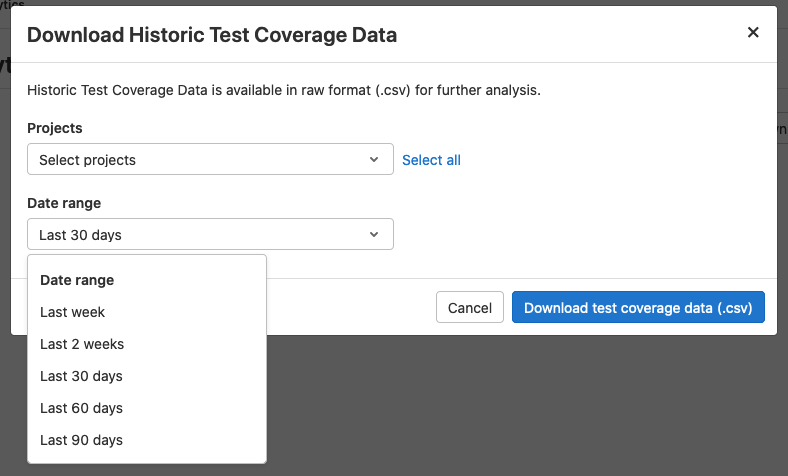 ytics
Download Historic Test Coverage Data
Historic Test Coverage Data is available in raw format (.csv) for further analysis.
Projects
Select projects
Select all
Date range
Last 30 days
Date range
Last week
Last 2 weeks
Last 30 days
Last 60 days
Last 90 days
Cancel
Download test coverage data (.csv)